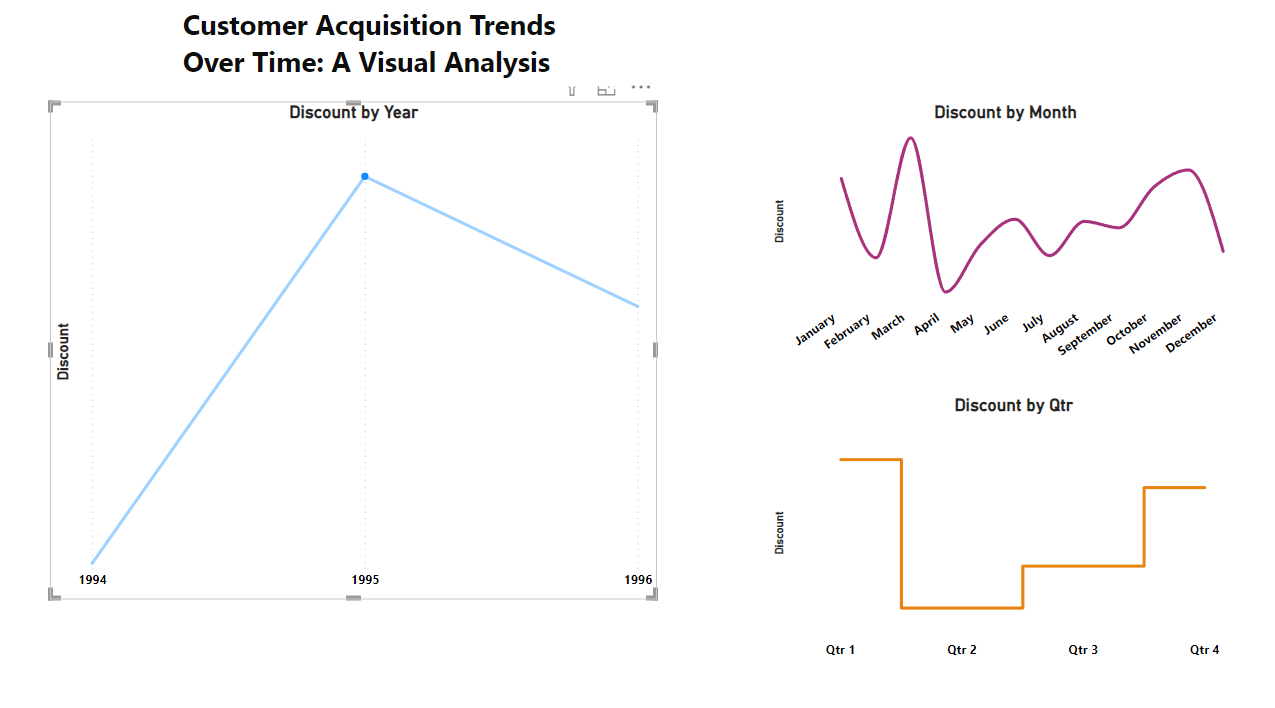 Customer Acquisition Trends
Over Time: A Visual Analysis
Discount by Year
Discount
1994 1995 1996
Discount by Month
Discount
January February March April May June July August September October November December
Discount by Qtr
Discount
Qtr 1 Qtr 2 Qtr 3 Qtr 4